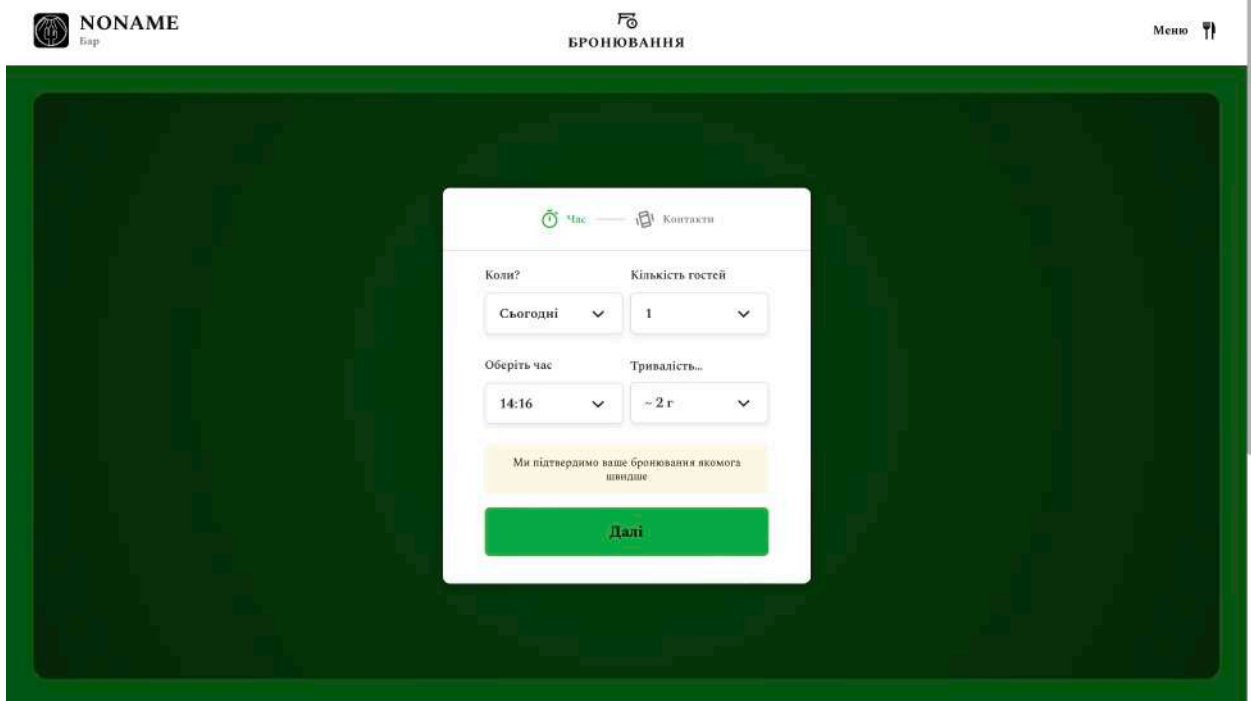 NONAME
Бар
БРОНЮВАННЯ
Меню
Час
Контакти
Коли?
Кількість гостей
Сьогодні
1
Оберіть час
Тривалість...
14:16
~ 2 г
Ми підтвердимо ваше бронювання якомога
швидше
Далі